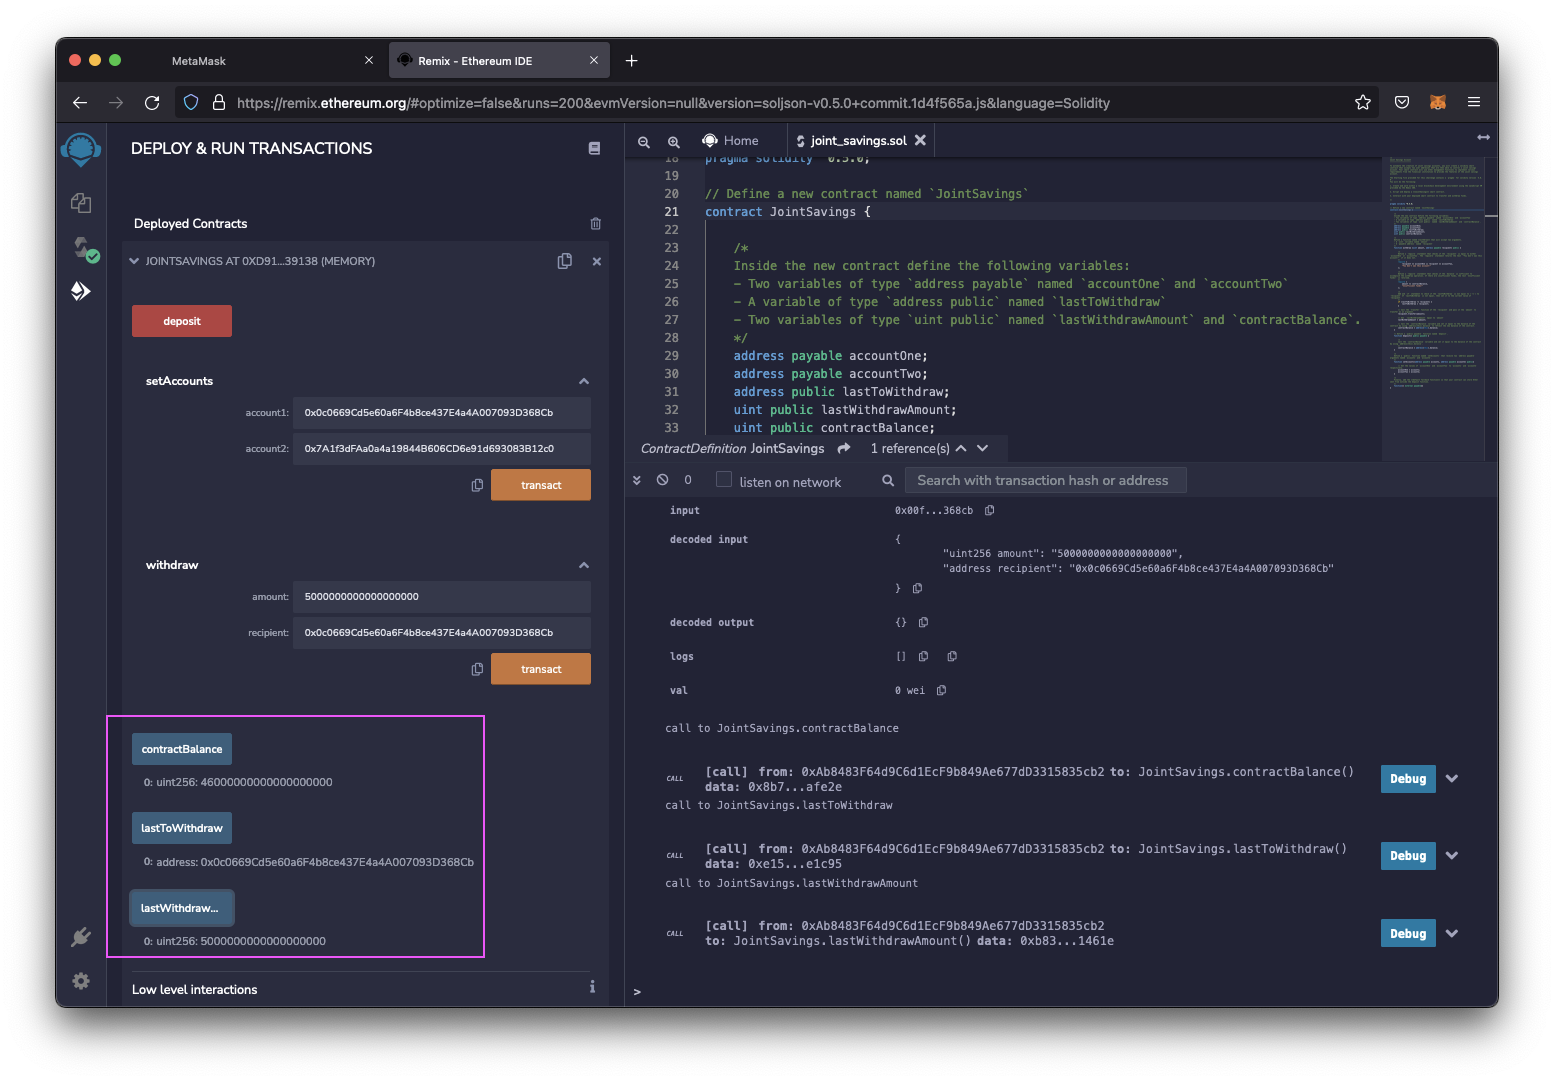 MetaMask
Remix - Ethereum IDE
https://remix.ethereum.org/#optimize=false&runs=200&evmVersion=null&version=soljson-v0.5.0+commit.1d4f565a.js&language=Solidity
DEPLOY & RUN TRANSACTIONS
Deployed Contracts
JOINTSAVINGS AT 0XD91...39138 (MEMORY)
deposit
setAccounts
account1: 0x0c0669Cd5e60a6F4b8ce437E4a4A007093D368Cb
account2: 0x7A1f3dFAa0a4a19844B606CD6e91d693083B12c0
transact
withdraw
amount: 5000000000000000000
recipient: 0x0c0669Cd5e60a6F4b8ce437E4a4A007093D368Cb
transact
contractBalance
0: uint256: 46000000000000000000
lastToWithdraw
0: address: 0x0c0669Cd5e60a6F4b8ce437E4a4A007093D368Cb
lastWithdraw...
0: uint256: 5000000000000000000
Low level interactions
Home
joint_savings.sol
18 pragma solidity ^0.5.0;
19
20 // Define a new contract named `JointSavings`
21 contract JointSavings {
22
23 /*
24 Inside the new contract define the following variables:
25 - Two variables of type `address payable` named `accountOne` and `accountTwo`
26 - A variable of type `address public` named `lastToWithdraw`
27 - Two variables of type `uint public` named `lastWithdrawAmount` and `contractBalance`.
28 */
29 address payable accountOne;
30 address payable accountTwo;
31 address public lastToWithdraw;
32 uint public lastWithdrawAmount;
33 uint public contractBalance;
ContractDefinition JointSavings 1 reference(s)
0 listen on network Search with transaction hash or address
input 0x00f...368cb
decoded input {
"uint256 amount": "5000000000000000000",
"address recipient": "0x0c0669Cd5e60a6F4b8ce437E4a4A007093D368Cb"
}
decoded output {}
logs []
val 0 wei
call to JointSavings.contractBalance
CALL [call] from: 0xAb8483F64d9C6d1EcF9b849Ae677dD3315835cb2 to: JointSavings.contractBalance()
data: 0x8b7...afe2e
Debug
call to JointSavings.lastToWithdraw
CALL [call] from: 0xAb8483F64d9C6d1EcF9b849Ae677dD3315835cb2 to: JointSavings.lastToWithdraw()
data: 0xe15...e1c95
Debug
call to JointSavings.lastWithdrawAmount
CALL [call] from: 0xAb8483F64d9C6d1EcF9b849Ae677dD3315835cb2
to: JointSavings.lastWithdrawAmount() data: 0xb83...1461e
Debug
>